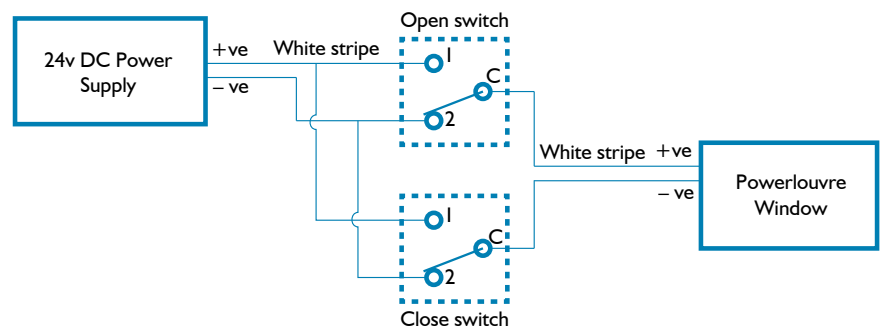 Open switch
24v DC Power
Supply
+ve
White stripe
– ve
1
C
2
White stripe
+ve
– ve
Powerlouvre
Window
1
C
2
Close switch